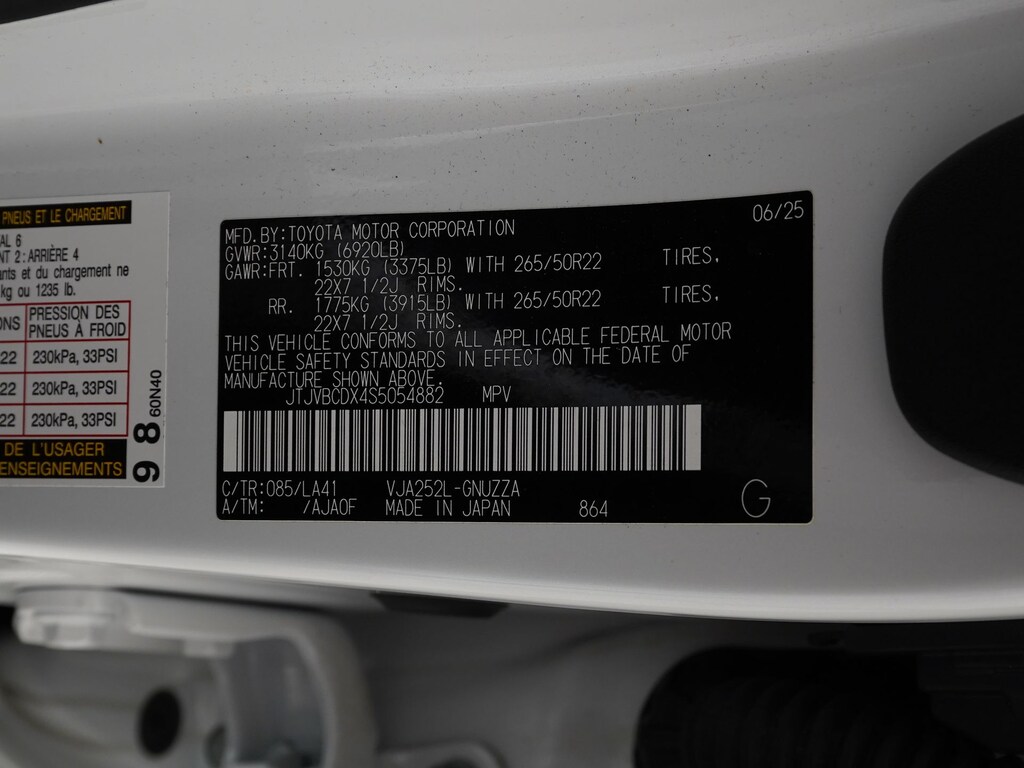 PNEUS ET LE CHARGEMENT
AL 6
NT 2: ARRIÈRE 4
ants et du chargement ne
kg ou 1235 lb.
ONS PRESSION DES
PNEUS À FROID
22 230kPa, 33PSI
22 230kPa, 33PSI
22 230kPa, 33PSI
DE L'USAGER
ENSEIGNEMENTS
98 60N40
06/25
MFD.BY:TOYOTA MOTOR CORPORATION
GVWR:3140KG (6920LB)
GAWR:FRT. 1530KG (3375LB) WITH 265/50R22 TIRES,
22X7 1/2J RIMS.
RR. 1775KG (3915LB) WITH 265/50R22 TIRES,
22X7 1/2J RIMS.
THIS VEHICLE CONFORMS TO ALL APPLICABLE FEDERAL MOTOR
VEHICLE SAFETY STANDARDS IN EFFECT ON THE DATE OF
MANUFACTURE SHOWN ABOVE.
JTJVBCDX4S5054882 MPV
C/TR:085/LA41 VJA252L-GNUZZA
A/TM: /AJA0F MADE IN JAPAN 864 G